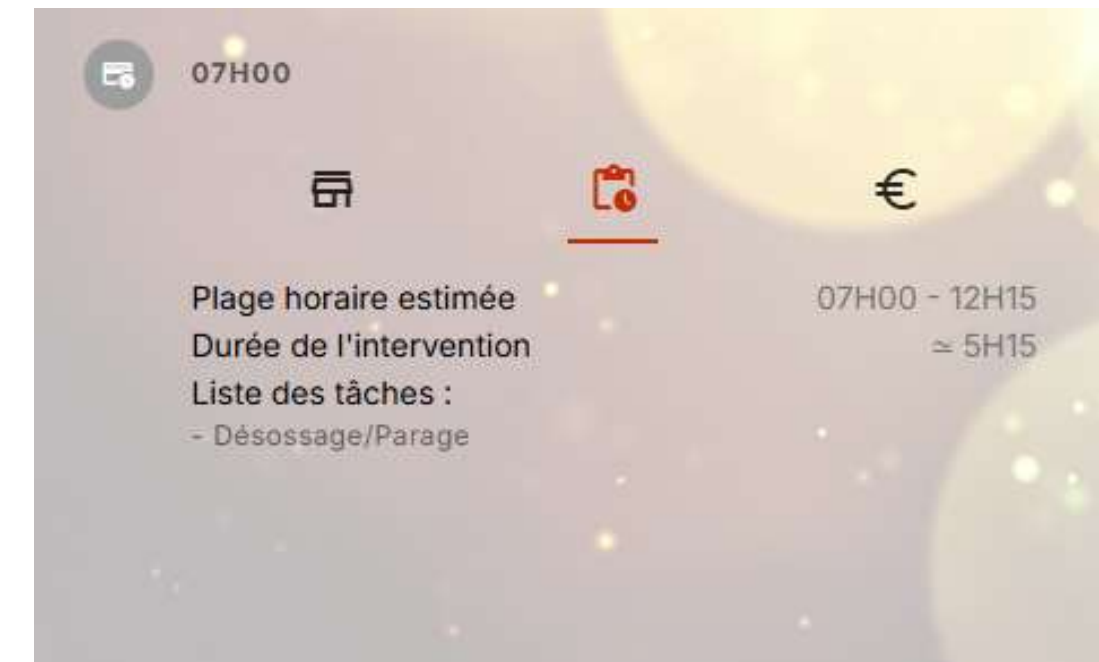 07H00
€
Plage horaire estimée 07H00 - 12H15
Durée de l'intervention ≃ 5H15
Liste des tâches :
- Désossage/Parage